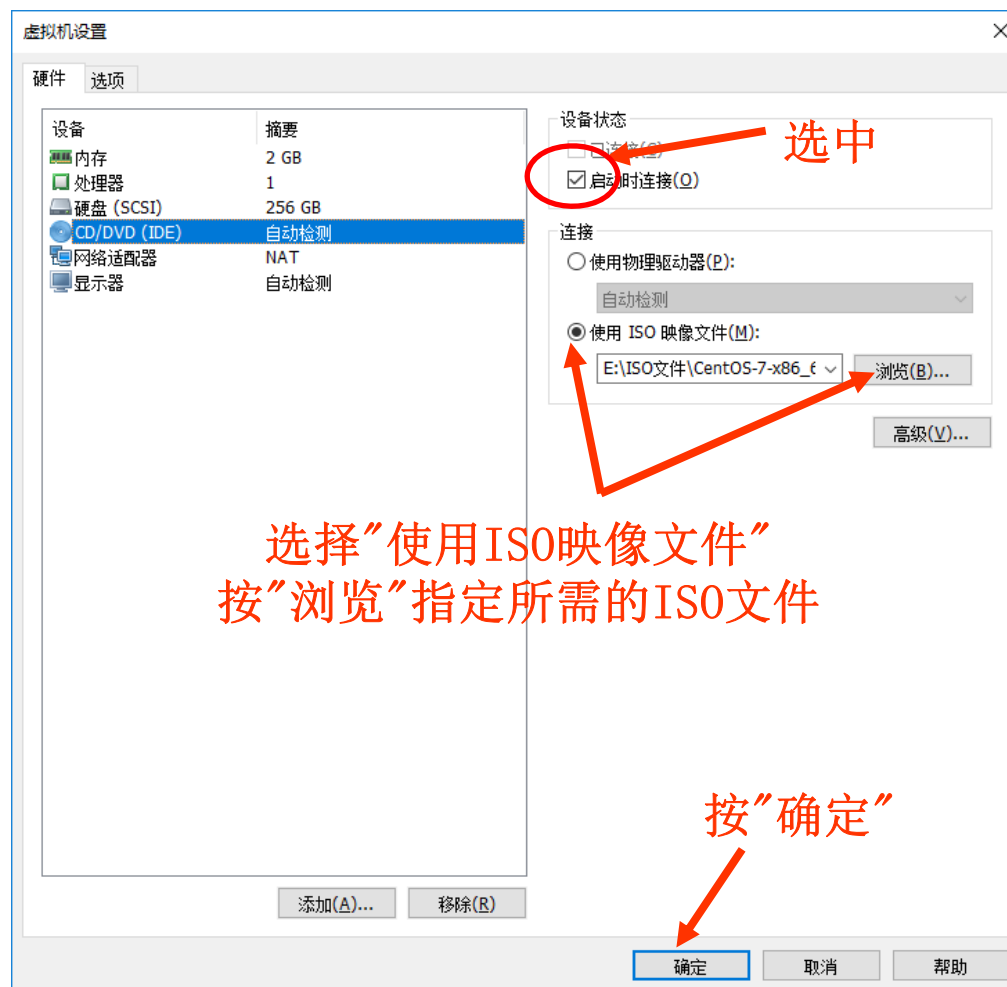 虚拟机设置
硬件 选项
设备 摘要
内存 2 GB
处理器 1
硬盘 (SCSI) 256 GB
CD/DVD (IDE) 自动检测
网络适配器 NAT
显示器 自动检测
设备状态
已连接(C)
选中
启动时连接(O)
连接
使用物理驱动器(P):
自动检测
使用 ISO 映像文件(M):
E:\ISO文件\CentOS-7-x86_6
浏览(B)...
高级(V)...
选择"使用ISO映像文件"
按"浏览"指定所需的ISO文件
按"确定"
添加(A)... 移除(R)
确定 取消 帮助